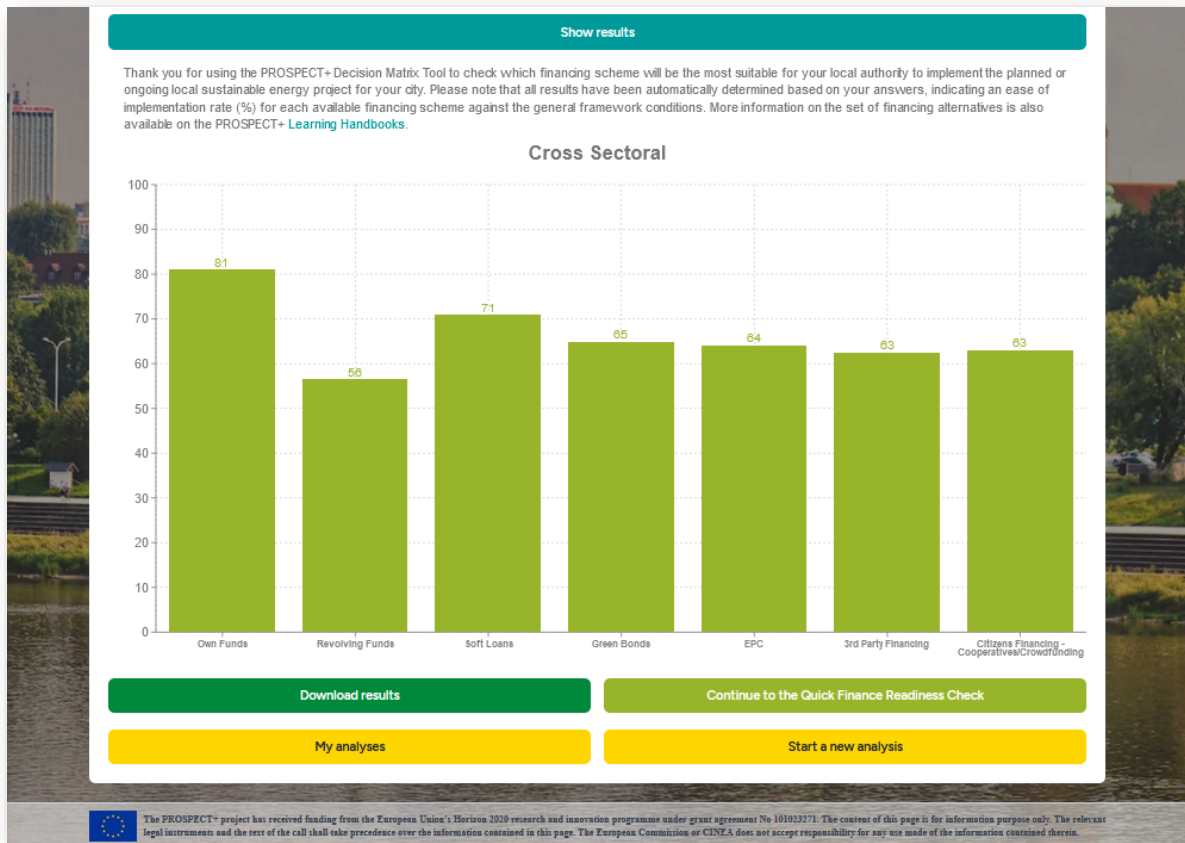 Show results
Thank you for using the PROSPECT+ Decision Matrix Tool to check which financing scheme will be the most suitable for your local authority to implement the planned or
ongoing local sustainable energy project for your city. Please note that all results have been automatically determined based on your answers, indicating an ease of
implementation rate (%) for each available financing scheme against the general framework conditions. More information on the set of financing alternatives is also
available on the PROSPECT+ Learning Handbooks.
Cross Sectoral
100
90
80
70
60
50
40
30
20
10
0
81
56
71
65
64
63
63
Own Funds
Revolving Funds
Soft Loans
Green Bonds
EPC
3rd Party Financing
Citizens Financing -
Cooperatives/Crowdfunding
Download results
Continue to the Quick Finance Readiness Check
My analyses
Start a new analysis
The PROSPECT+ project has received funding from the European Union's Horizon 2020 research and innovation programme under grant agreement No 101023271. The content of this page is for information purpose only. The relevant
legal instruments and the text of the call shall take precedence over the information contained in this page. The European Commission or CINEA does not accept responsibility for any use made of the information contained therein.